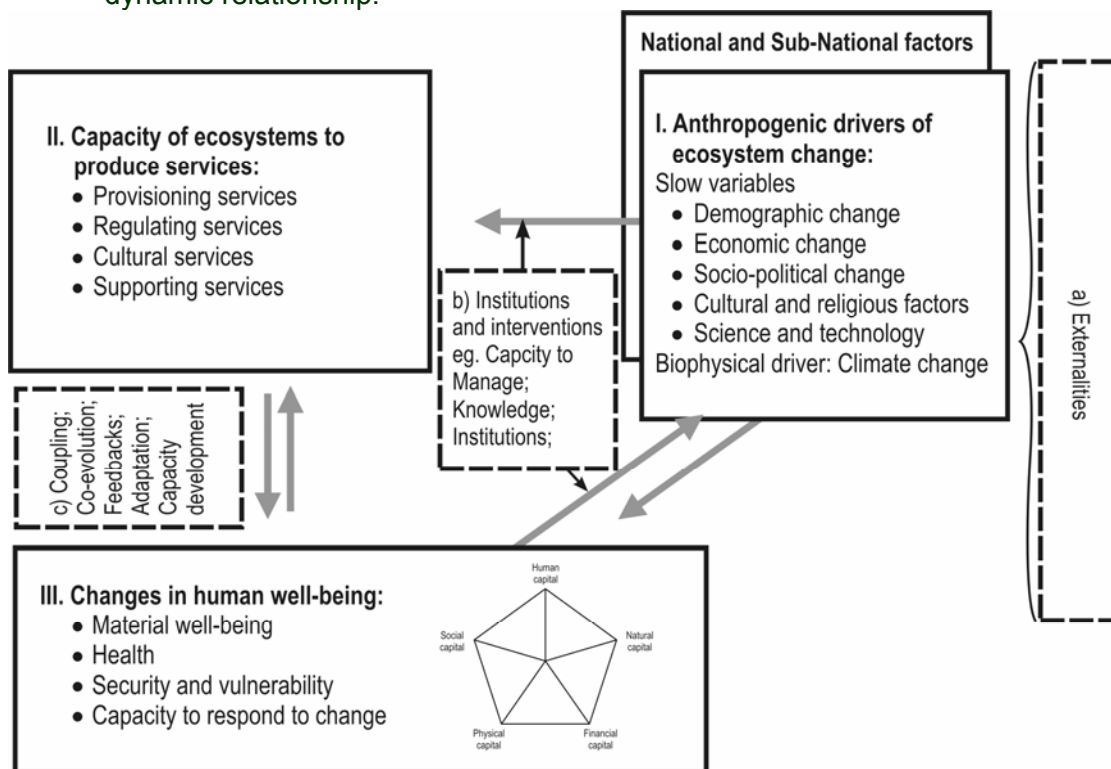 dynamic relationship.
National and Sub-National factors
I. Anthropogenic drivers of
ecosystem change:
Slow variables
• Demographic change
• Economic change
• Socio-political change
• Cultural and religious factors
• Science and technology
Biophysical driver: Climate change
a) Externalities
II. Capacity of ecosystems to
produce services:
• Provisioning services
• Regulating services
• Cultural services
• Supporting services
b) Institutions
and interventions
eg. Capcity to
Manage;
Knowledge;
Institutions;
c) Coupling;
Co-evolution;
Feedbacks;
Adaptation;
Capacity
development
III. Changes in human well-being:
• Material well-being
• Health
• Security and vulnerability
• Capacity to respond to change
Human
capital
Social
capital
Natural
capital
Physical
capital
Financial
capital